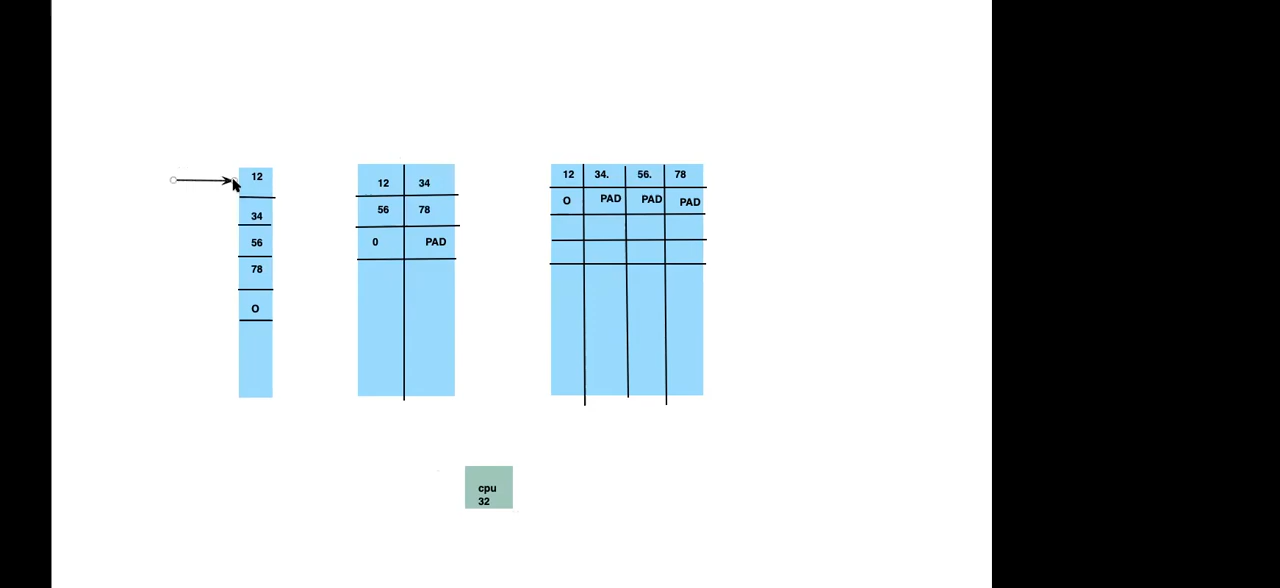 12
34
56
78
O
12 34
56 78
0 PAD
12 34. 56. 78
O PAD PAD PAD
cpu
32